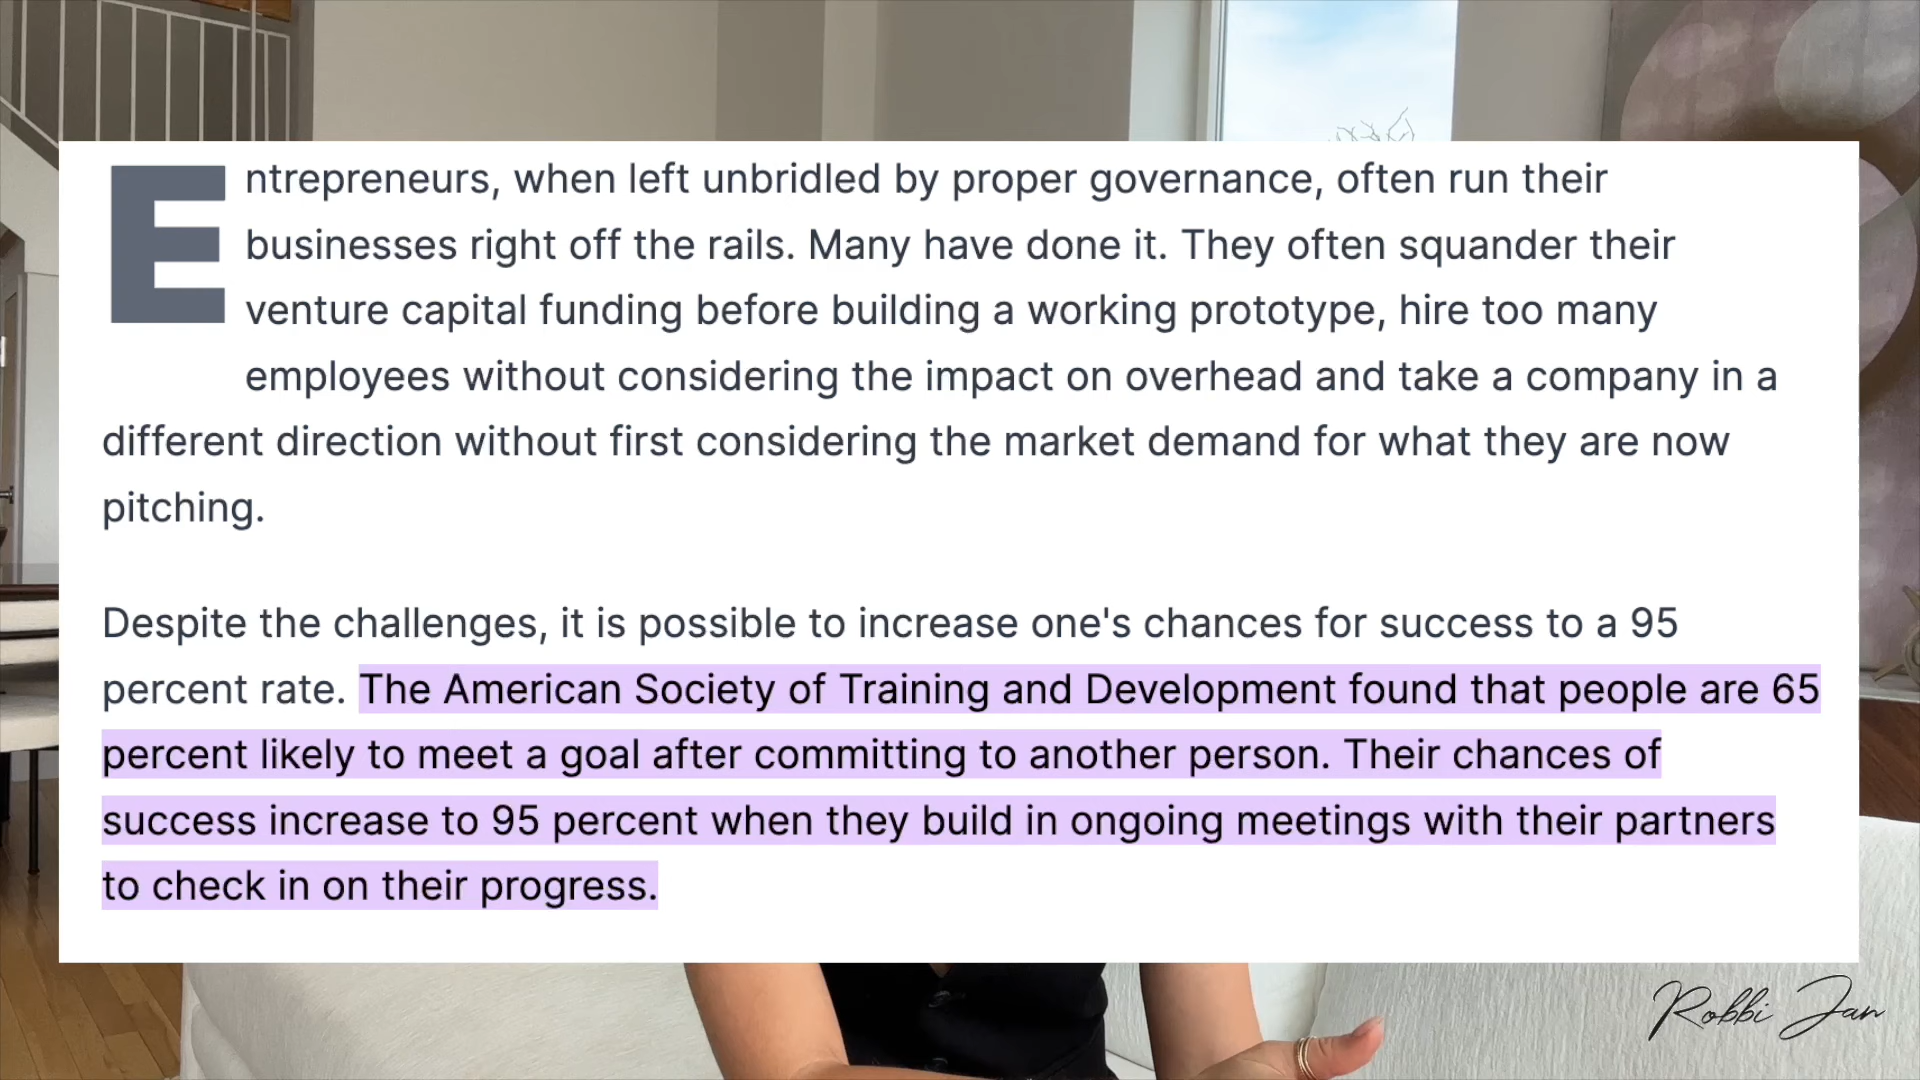 Entrepreneurs, when left unbridled by proper governance, often run their
businesses right off the rails. Many have done it. They often squander their
venture capital funding before building a working prototype, hire too many
employees without considering the impact on overhead and take a company in a
different direction without first considering the market demand for what they are now
pitching.
Despite the challenges, it is possible to increase one's chances for success to a 95
percent rate. The American Society of Training and Development found that people are 65
percent likely to meet a goal after committing to another person. Their chances of
success increase to 95 percent when they build in ongoing meetings with their partners
to check in on their progress.
Robbi Jan